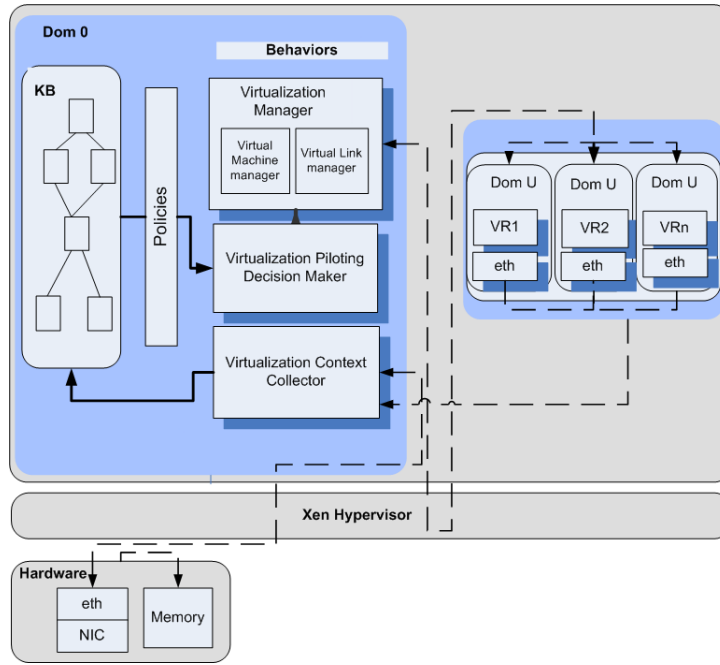 Dom 0
Behaviors
KB
Policies
Virtualization
Manager
Virtual
Machine
manager
Virtual Link
manager
Virtualization Piloting
Decision Maker
Virtualization Context
Collector
Dom U
VR1
eth
Dom U
VR2
eth
Dom U
VRn
eth
Xen Hypervisor
Hardware
eth
NIC
Memory